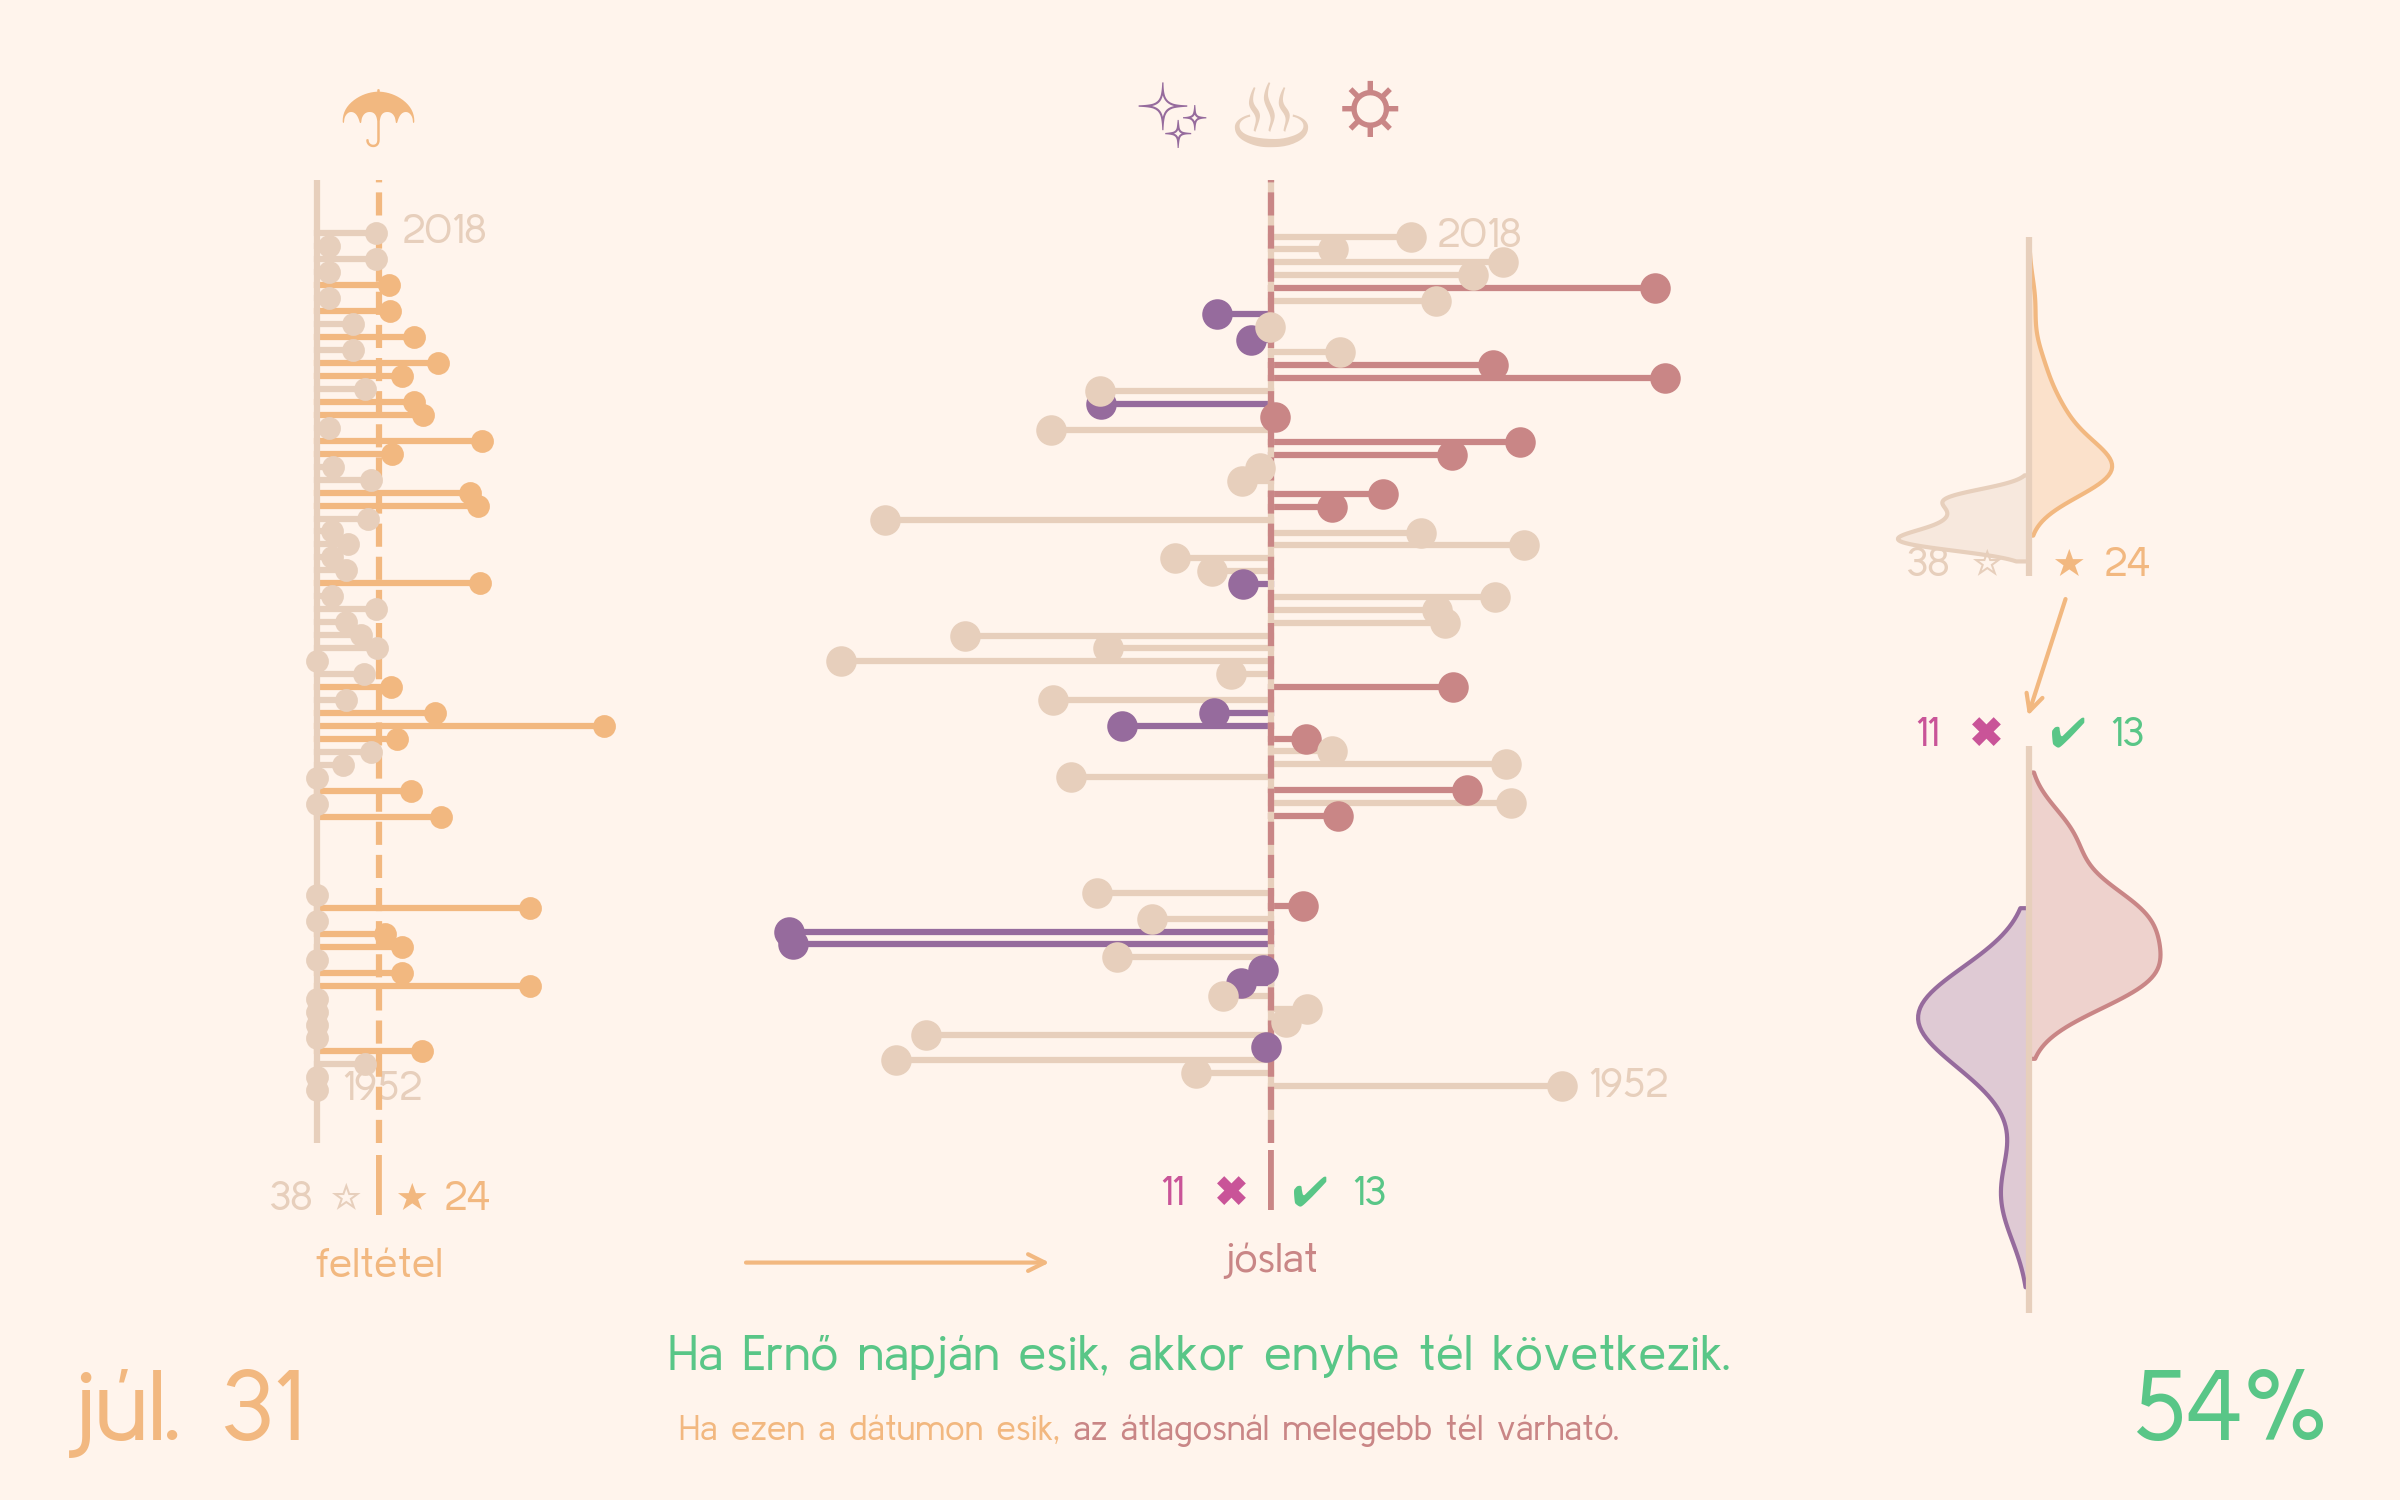 2018
2018
1952
1952
38 ☆ ★ 24
11 ✖ ✔ 13
38 ☆ ★ 24
11 ✖ ✔ 13
feltétel
jóslat
Ha Ernő napján esik, akkor enyhe tél következik.
Ha ezen a dátumon esik, az átlagosnál melegebb tél várható.
júl. 31
54%